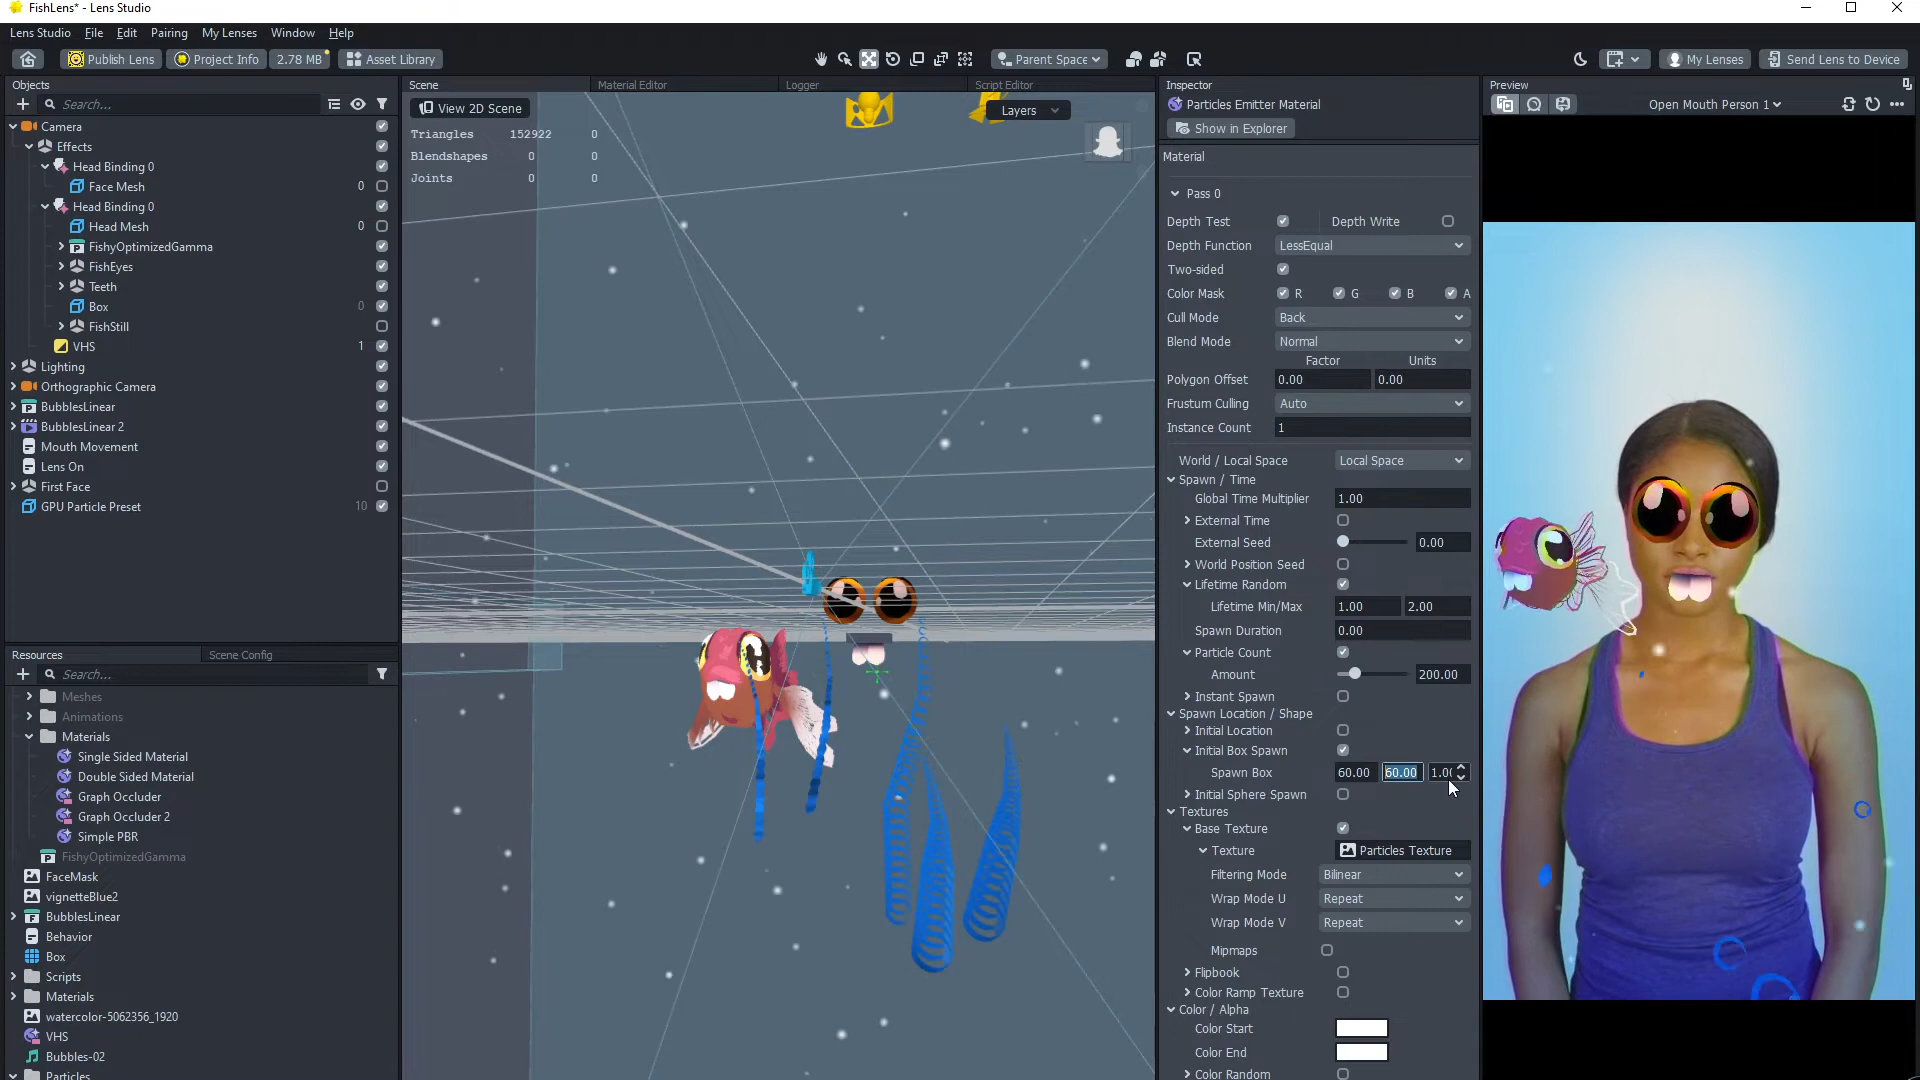 FishLens* - Lens Studio
Lens Studio File Edit Pairing My Lenses Window Help
Publish Lens Project Info 2.78 MB Asset Library Parent Space My Lenses Send Lens to Device
Objects
Search...
Camera
Effects
Head Binding 0
Face Mesh 0
Head Binding 0
Head Mesh 0
FishyOptimizedGamma
FishEyes
Teeth
Box 0
FishStill
VHS 1
Lighting
Orthographic Camera
BubblesLinear
BubblesLinear 2
Mouth Movement
Lens On
First Face
GPU Particle Preset 10
Resources Scene Config
Search...
Meshes
Animations
Materials
Single Sided Material
Double Sided Material
Graph Occluder
Graph Occluder 2
Simple PBR
FishyOptimizedGamma
FaceMask
vignetteBlue2
BubblesLinear
Behavior
Box
Scripts
Materials
watercolor-5062356_1920
VHS
Bubbles-02
Particles
Scene Material Editor Logger Script Editor
View 2D Scene Layers
Triangles 152922 0
Blendshapes 0 0
Joints 0 0
Inspector
Particles Emitter Material
Show in Explorer
Material
Pass 0
Depth Test Depth Write
Depth Function LessEqual
Two-sided
Color Mask R G B A
Cull Mode Back
Blend Mode Normal
Factor Units
Polygon Offset 0.00 0.00
Frustum Culling Auto
Instance Count 1
World / Local Space Local Space
Spawn / Time
Global Time Multiplier 1.00
External Time
External Seed 0.00
World Position Seed
Lifetime Random
Lifetime Min/Max 1.00 2.00
Spawn Duration 0.00
Particle Count
Amount 200.00
Instant Spawn
Spawn Location / Shape
Initial Location
Initial Box Spawn
Spawn Box 60.00 60.00 1.0
Initial Sphere Spawn
Textures
Base Texture
Texture Particles Texture
Filtering Mode Bilinear
Wrap Mode U Repeat
Wrap Mode V Repeat
Mipmaps
Flipbook
Color Ramp Texture
Color / Alpha
Color Start
Color End
Color Random
Preview
Open Mouth Person 1